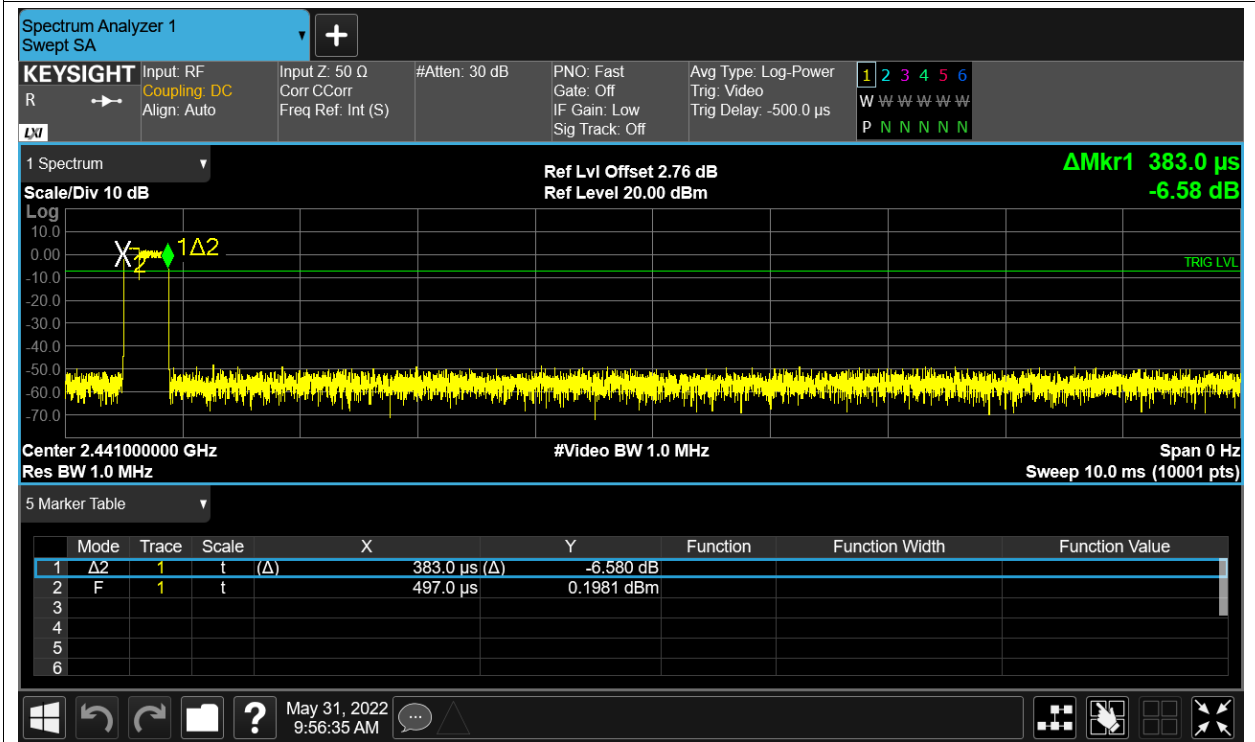 Spectrum Analyzer 1
Swept SA
KEYSIGHT
R
LXI
Input: RF
Coupling: DC
Align: Auto
Input Z: 50 Ω
Corr CCorr
Freq Ref: Int (S)
#Atten: 30 dB
PNO: Fast
Gate: Off
IF Gain: Low
Sig Track: Off
Avg Type: Log-Power
Trig: Video
Trig Delay: -500.0 µs
1 2 3 4 5 6
W W W W W W
P N N N N N
1 Spectrum
Scale/Div 10 dB
Ref Lvl Offset 2.76 dB
Ref Level 20.00 dBm
ΔMkr1 383.0 µs
-6.58 dB
Log
10.0
0.00
-10.0
-20.0
-30.0
-40.0
-50.0
-60.0
-70.0
X
2
1Δ2
TRIG LVL
Center 2.441000000 GHz
#Video BW 1.0 MHz
Span 0 Hz
Res BW 1.0 MHz
Sweep 10.0 ms (10001 pts)
5 Marker Table
Mode Trace Scale X Y Function Function Width Function Value
1 Δ2 1 t (Δ) 383.0 µs (Δ) -6.580 dB
2 F 1 t 497.0 µs 0.1981 dBm
3
4
5
6
?
May 31, 2022
9:56:35 AM